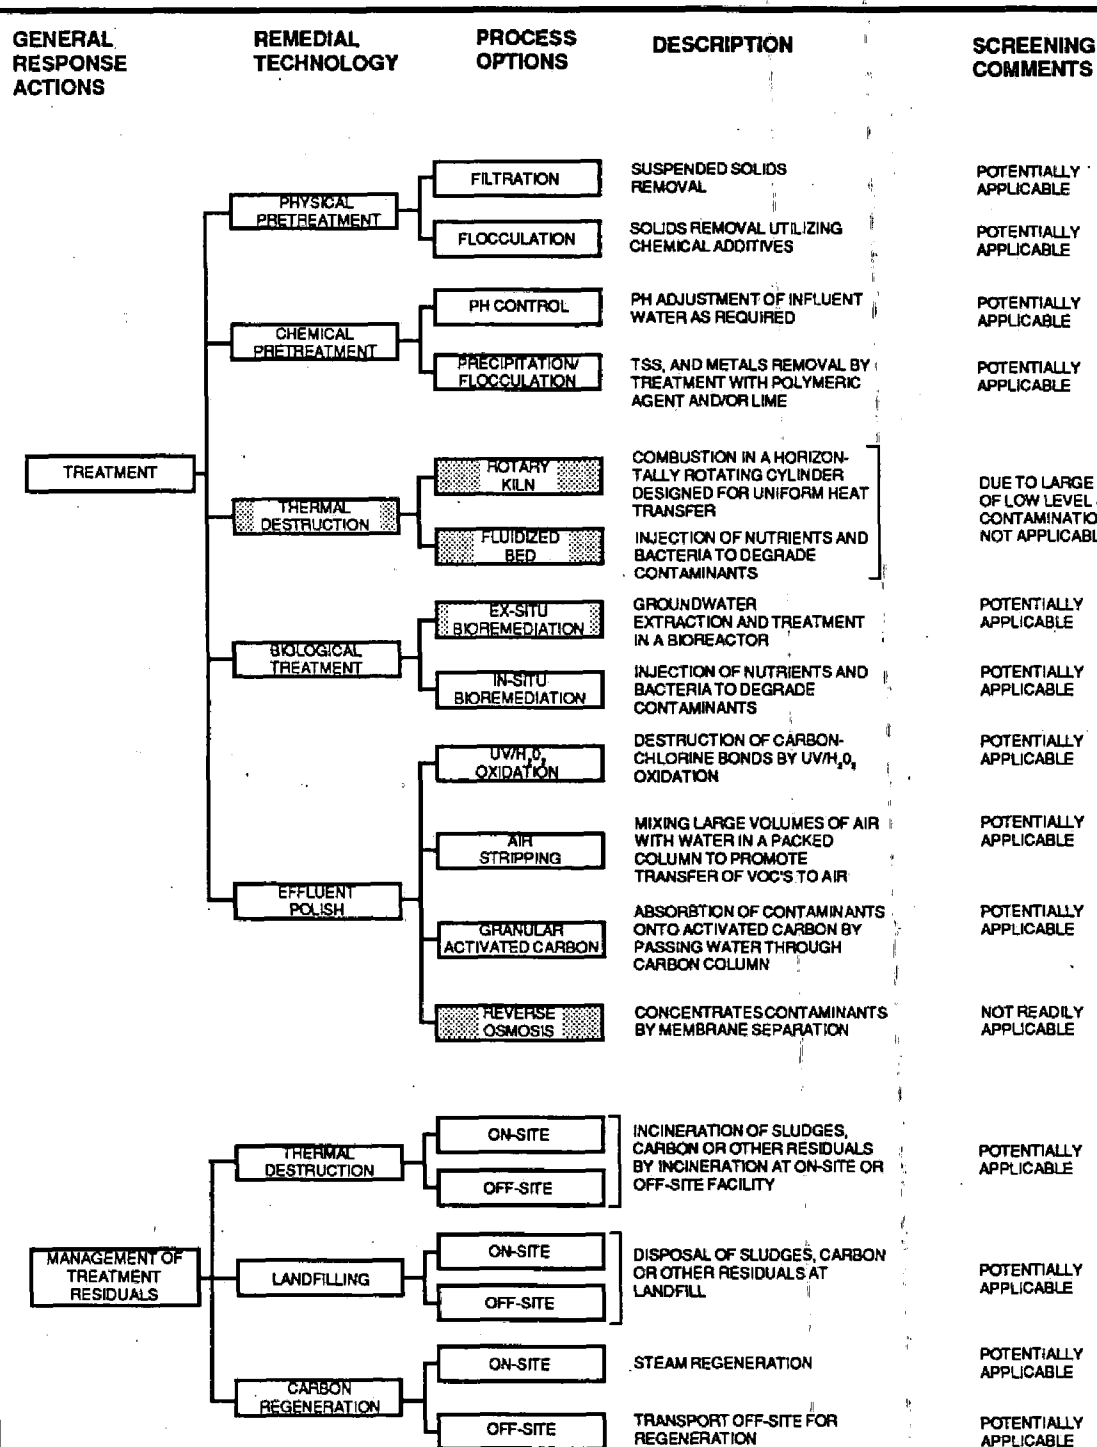 GENERAL
RESPONSE
ACTIONS
REMEDIAL
TECHNOLOGY
PROCESS
OPTIONS
DESCRIPTION
SCREENING
COMMENTS
TREATMENT
PHYSICAL
PRETREATMENT
FILTRATION
SUSPENDED SOLIDS
REMOVAL
POTENTIALLY
APPLICABLE
FLOCCULATION
SOLIDS REMOVAL UTILIZING
CHEMICAL ADDITIVES
POTENTIALLY
APPLICABLE
CHEMICAL
PRETREATMENT
PH CONTROL
PH ADJUSTMENT OF INFLUENT
WATER AS REQUIRED
POTENTIALLY
APPLICABLE
PRECIPITATION/
FLOCCULATION
TSS, AND METALS REMOVAL BY
TREATMENT WITH POLYMERIC
AGENT AND/OR LIME
POTENTIALLY
APPLICABLE
THERMAL
DESTRUCTION
ROTARY
KILN
COMBUSTION IN A HORIZON-
TALLY ROTATING CYLINDER
DESIGNED FOR UNIFORM HEAT
TRANSFER
DUE TO LARGE
OF LOW LEVEL
CONTAMINATIO
NOT APPLICABL
FLUIDIZED
BED
INJECTION OF NUTRIENTS AND
BACTERIA TO DEGRADE
CONTAMINANTS
BIOLOGICAL
TREATMENT
EX-SITU
BIOREMEDIATION
GROUNDWATER
EXTRACTION AND TREATMENT
IN A BIOREACTOR
POTENTIALLY
APPLICABLE
IN-SITU
BIOREMEDIATION
INJECTION OF NUTRIENTS AND
BACTERIA TO DEGRADE
CONTAMINANTS
POTENTIALLY
APPLICABLE
EFFLUENT
POLISH
UV/H₂O₂
OXIDATION
DESTRUCTION OF CARBON-
CHLORINE BONDS BY UV/H₂O₂
OXIDATION
POTENTIALLY
APPLICABLE
AIR
STRIPPING
MIXING LARGE VOLUMES OF AIR
WITH WATER IN A PACKED
COLUMN TO PROMOTE
TRANSFER OF VOC'S TO AIR
POTENTIALLY
APPLICABLE
GRANULAR
ACTIVATED CARBON
ABSORBTION OF CONTAMINANTS
ONTO ACTIVATED CARBON BY
PASSING WATER THROUGH
CARBON COLUMN
POTENTIALLY
APPLICABLE
REVERSE
OSMOSIS
CONCENTRATES CONTAMINANTS
BY MEMBRANE SEPARATION
NOT READILY
APPLICABLE
MANAGEMENT OF
TREATMENT
RESIDUALS
THERMAL
DESTRUCTION
ON-SITE
OFF-SITE
INCINERATION OF SLUDGES,
CARBON OR OTHER RESIDUALS
BY INCINERATION AT ON-SITE OR
OFF-SITE FACILITY
POTENTIALLY
APPLICABLE
LANDFILLING
ON-SITE
OFF-SITE
DISPOSAL OF SLUDGES, CARBON
OR OTHER RESIDUALS AT
LANDFILL
POTENTIALLY
APPLICABLE
CARBON
REGENERATION
ON-SITE
STEAM REGENERATION
POTENTIALLY
APPLICABLE
OFF-SITE
TRANSPORT OFF-SITE FOR
REGENERATION
POTENTIALLY
APPLICABLE